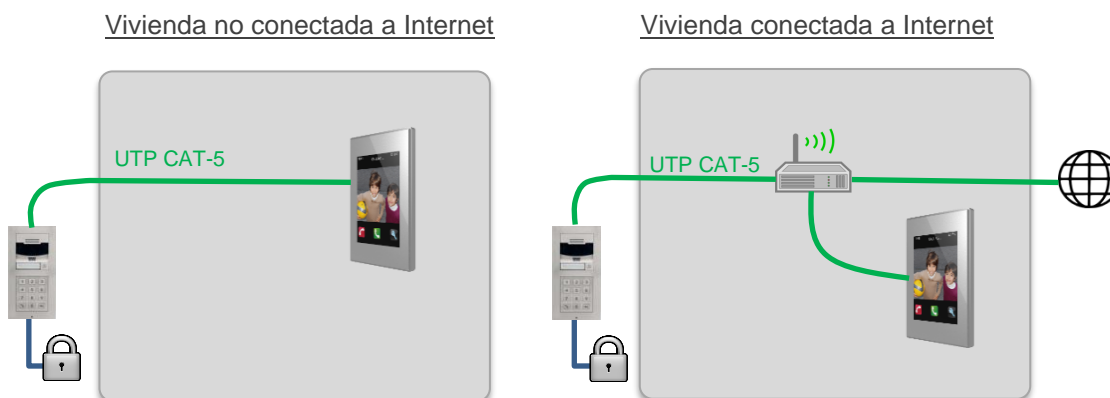 Vivienda no conectada a Internet
Vivienda conectada a Internet
UTP CAT-5
UTP CAT-5